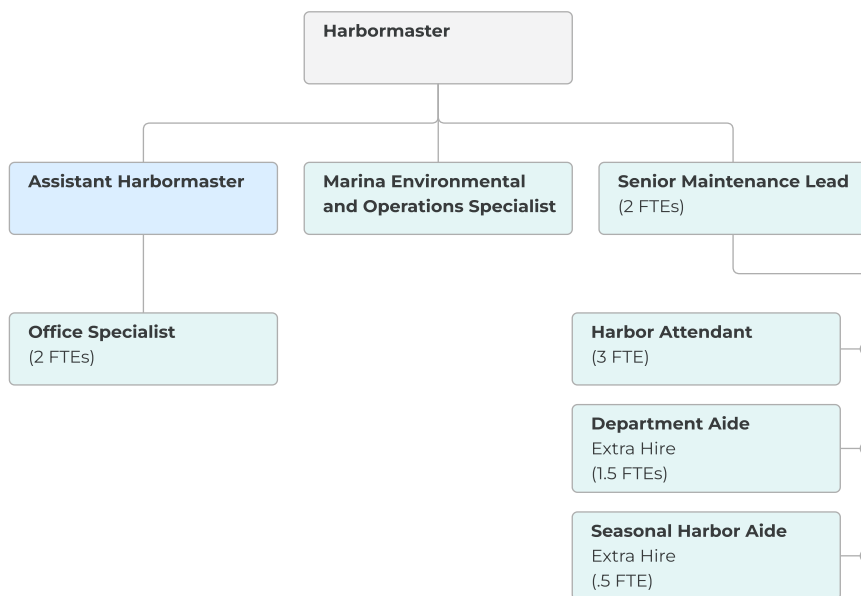 Harbormaster
Assistant Harbormaster
Marina Environmental
and Operations Specialist
Senior Maintenance Lead
(2 FTEs)
Office Specialist
(2 FTEs)
Harbor Attendant
(3 FTE)
Department Aide
Extra Hire
(1.5 FTEs)
Seasonal Harbor Aide
Extra Hire
(.5 FTE)